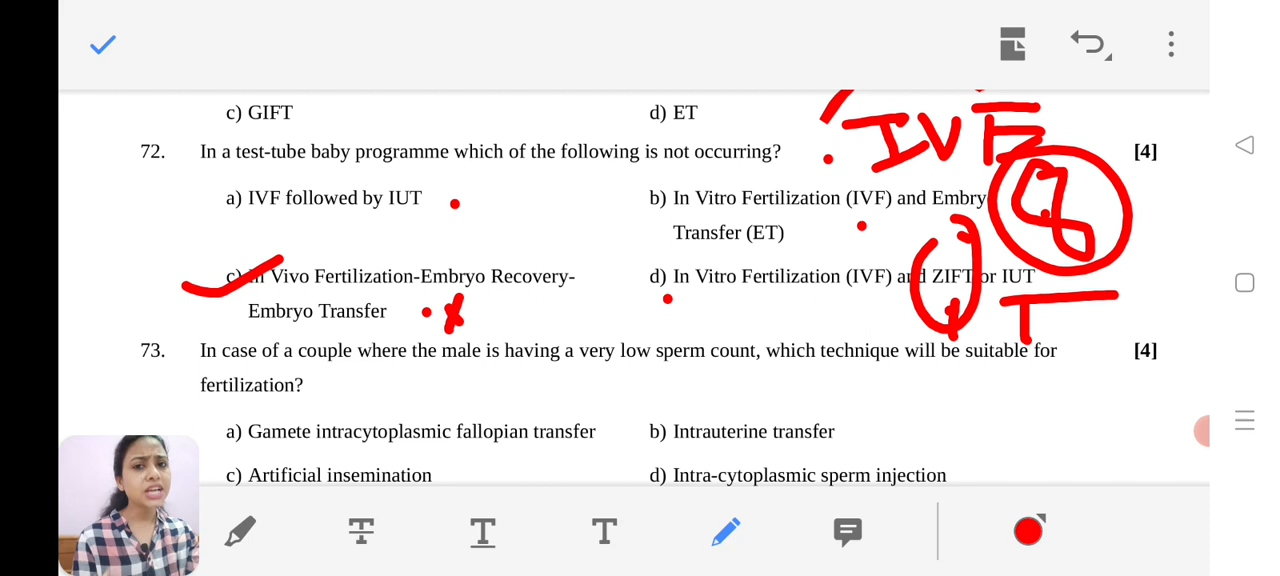 c) GIFT
d) ET
IVF
72. In a test-tube baby programme which of the following is not occurring? [4]
a) IVF followed by IUT
b) In Vitro Fertilization (IVF) and Embry
Transfer (ET)
8
c) In Vivo Fertilization-Embryo Recovery-
Embryo Transfer
d) In Vitro Fertilization (IVF) and ZIFT or IUT
T
73. In case of a couple where the male is having a very low sperm count, which technique will be suitable for [4]
fertilization?
a) Gamete intracytoplasmic fallopian transfer
b) Intrauterine transfer
c) Artificial insemination
d) Intra-cytoplasmic sperm injection
T T T